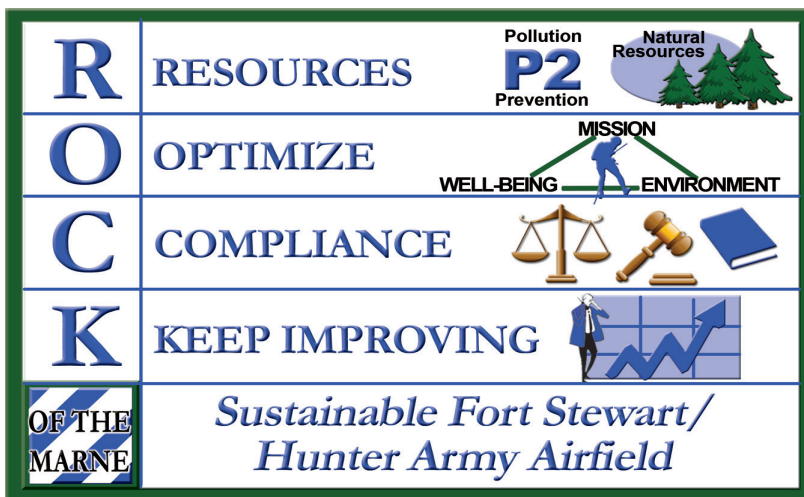 R
RESOURCES
Pollution
P2
Prevention
Natural
Resources
O
OPTIMIZE
MISSION
WELL-BEING
ENVIRONMENT
C
COMPLIANCE
K
KEEP IMPROVING
OF THE
MARNE
Sustainable Fort Stewart/
Hunter Army Airfield